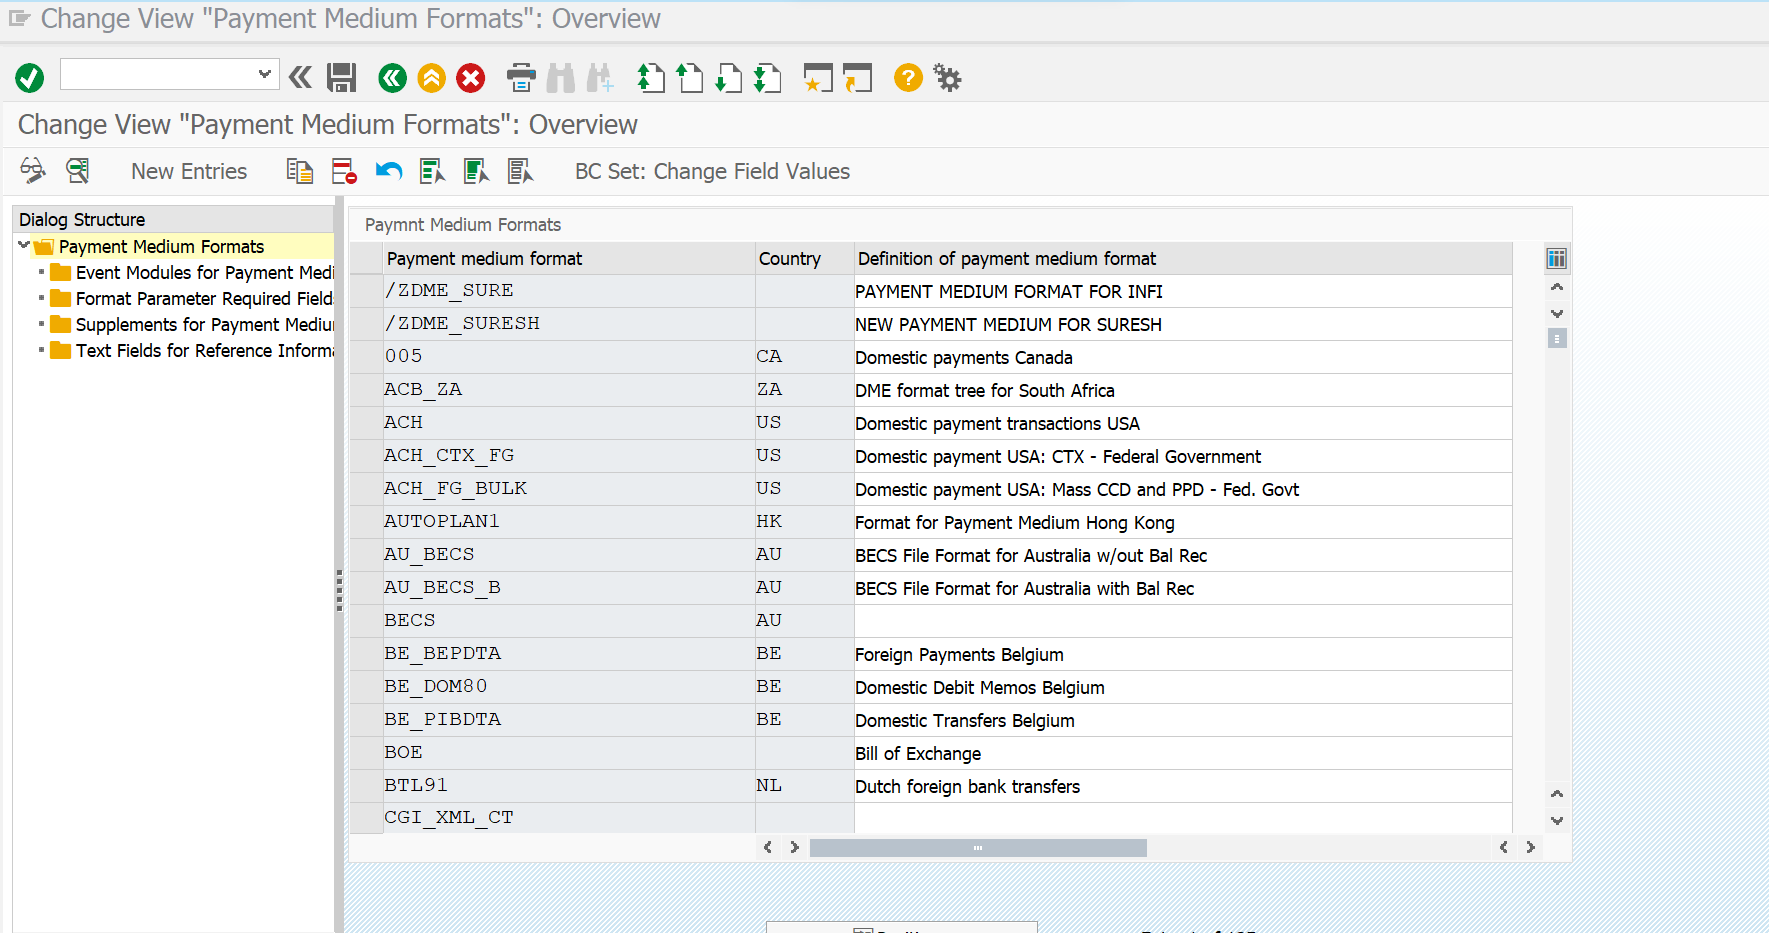 Change View "Payment Medium Formats": Overview
Change View "Payment Medium Formats": Overview
New Entries
BC Set: Change Field Values
Dialog Structure
Payment Medium Formats
Event Modules for Payment Medi
Format Parameter Required Field
Supplements for Payment Mediu
Text Fields for Reference Informa
Paymnt Medium Formats
Payment medium format Country Definition of payment medium format
/ZDME_SURE PAYMENT MEDIUM FORMAT FOR INFI
/ZDME_SURESH NEW PAYMENT MEDIUM FOR SURESH
005 CA Domestic payments Canada
ACB_ZA ZA DME format tree for South Africa
ACH US Domestic payment transactions USA
ACH_CTX_FG US Domestic payment USA: CTX - Federal Government
ACH_FG_BULK US Domestic payment USA: Mass CCD and PPD - Fed. Govt
AUTOPLAN1 HK Format for Payment Medium Hong Kong
AU_BECS AU BECS File Format for Australia w/out Bal Rec
AU_BECS_B AU BECS File Format for Australia with Bal Rec
BECS AU
BE_BEPDTA BE Foreign Payments Belgium
BE_DOM80 BE Domestic Debit Memos Belgium
BE_PIBDTA BE Domestic Transfers Belgium
BOE Bill of Exchange
BTL91 NL Dutch foreign bank transfers
CGI_XML_CT